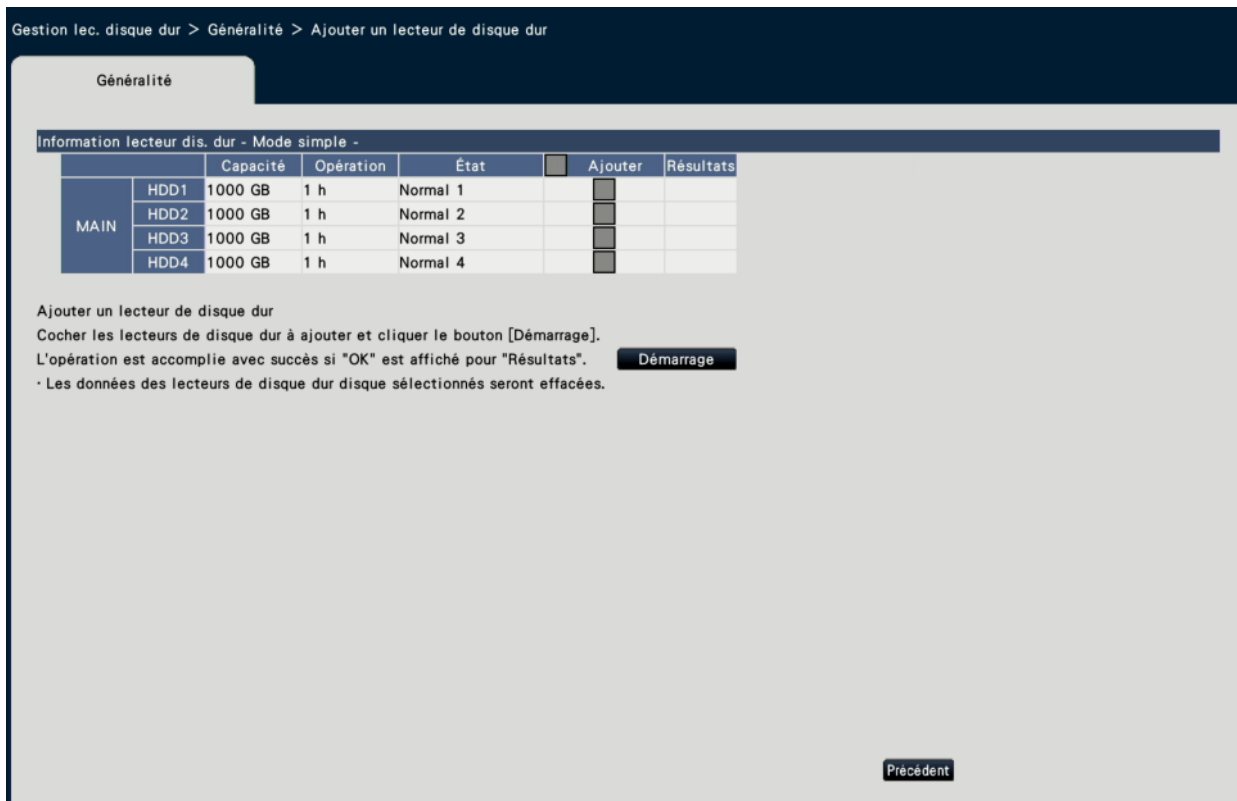 Gestion lec. disque dur > Généralité > Ajouter un lecteur de disque dur
Généralité
Information lecteur dis. dur - Mode simple -
Capacité Opération État Ajouter Résultats
MAIN
HDD1 1000 GB 1 h Normal 1
HDD2 1000 GB 1 h Normal 2
HDD3 1000 GB 1 h Normal 3
HDD4 1000 GB 1 h Normal 4
Ajouter un lecteur de disque dur
Cocher les lecteurs de disque dur à ajouter et cliquer le bouton [Démarrage].
L'opération est accomplie avec succès si "OK" est affiché pour "Résultats". Démarrage
· Les données des lecteurs de disque dur disque sélectionnés seront effacées.
Précédent